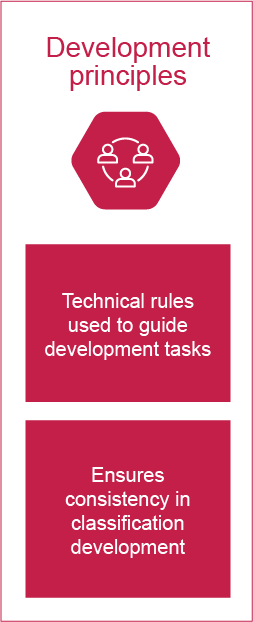 Development
principles
Technical rules
used to guide
development tasks
Ensures
consistency in
classification
development